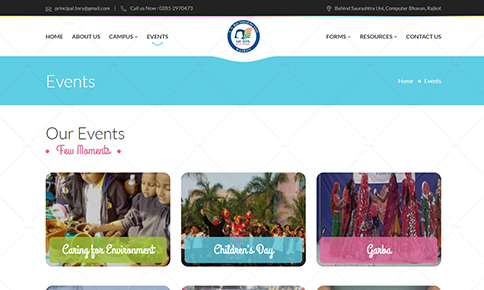 principal.tnrs@gmail.com | Call us Now : 0281-2970473 Behind Saurashtra Uni, Computer Bhavan, Rajkot
HOME ABOUT US CAMPUS EVENTS FORMS RESOURCES CONTACT US
Events Home Events
Our Events
Few Moments
Caring for Environment Children's Day Garba